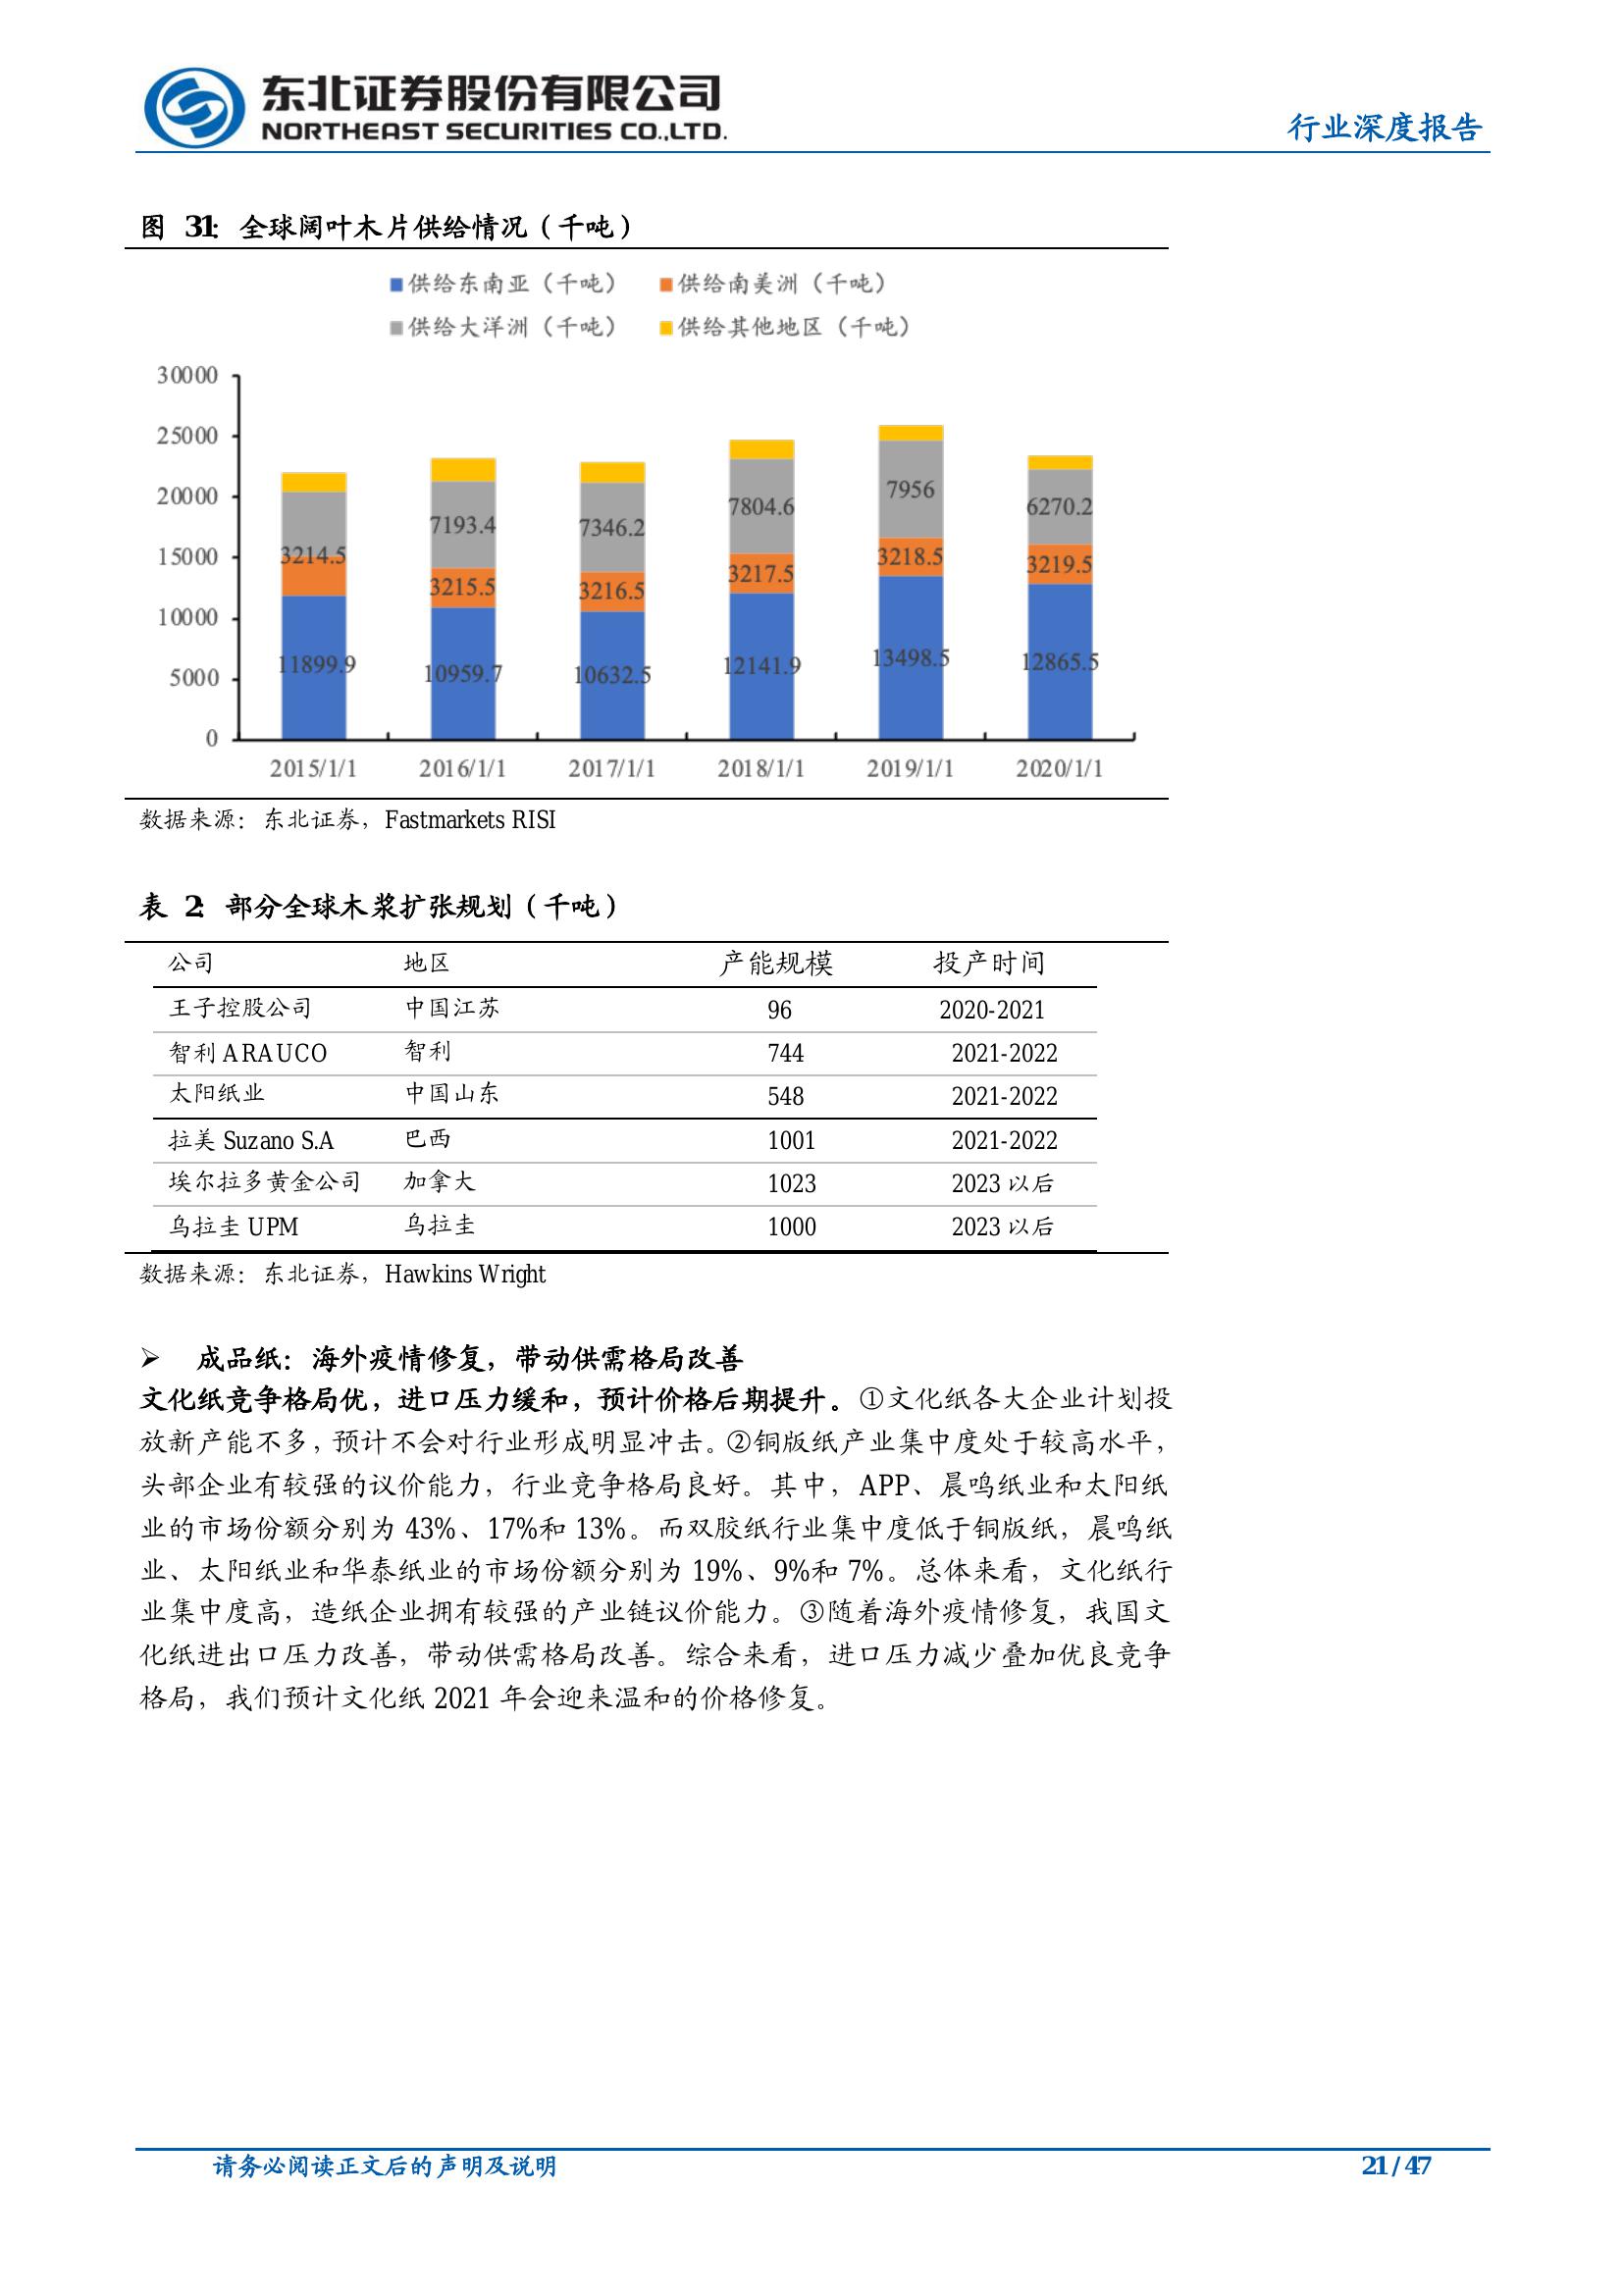 东北证券股份有限公司
NORTHEAST SECURITIES CO.,LTD.
行业深度报告
图 31: 全球阔叶木片供给情况（千吨）
供给东南亚（千吨） 供给南美洲（千吨）
供给大洋洲（千吨） 供给其他地区（千吨）
30000
25000
20000
15000
10000
5000
0
3214.5 7193.4 7346.2 7804.6 7956 6270.2
3215.5 3216.5 3217.5 3218.5 3219.5
11899.9 10959.7 10632.5 12141.9 13498.5 12865.5
2015/1/1 2016/1/1 2017/1/1 2018/1/1 2019/1/1 2020/1/1
数据来源：东北证券，Fastmarkets RISI
表 2: 部分全球木浆扩张规划（千吨）
公司 地区 产能规模 投产时间
王子控股公司 中国江苏 96 2020-2021
智利 ARAUCO 智利 744 2021-2022
太阳纸业 中国山东 548 2021-2022
拉美 Suzano S.A 巴西 1001 2021-2022
埃尔拉多黄金公司 加拿大 1023 2023 以后
乌拉圭 UPM 乌拉圭 1000 2023 以后
数据来源：东北证券，Hawkins Wright
➢ 成品纸：海外疫情修复，带动供需格局改善
文化纸竞争格局优，进口压力缓和，预计价格后期提升。①文化纸各大企业计划投
放新产能不多，预计不会对行业形成明显冲击。②铜版纸产业集中度处于较高水平，
头部企业有较强的议价能力，行业竞争格局良好。其中，APP、晨鸣纸业和太阳纸
业的市场份额分别为 43%、17%和 13%。而双胶纸行业集中度低于铜版纸，晨鸣纸
业、太阳纸业和华泰纸业的市场份额分别为 19%、9%和 7%。总体来看，文化纸行
业集中度高，造纸企业拥有较强的产业链议价能力。③随着海外疫情修复，我国文
化纸进出口压力改善，带动供需格局改善。综合来看，进口压力减少叠加优良竞争
格局，我们预计文化纸 2021 年会迎来温和的价格修复。
请务必阅读正文后的声明及说明
21 / 47